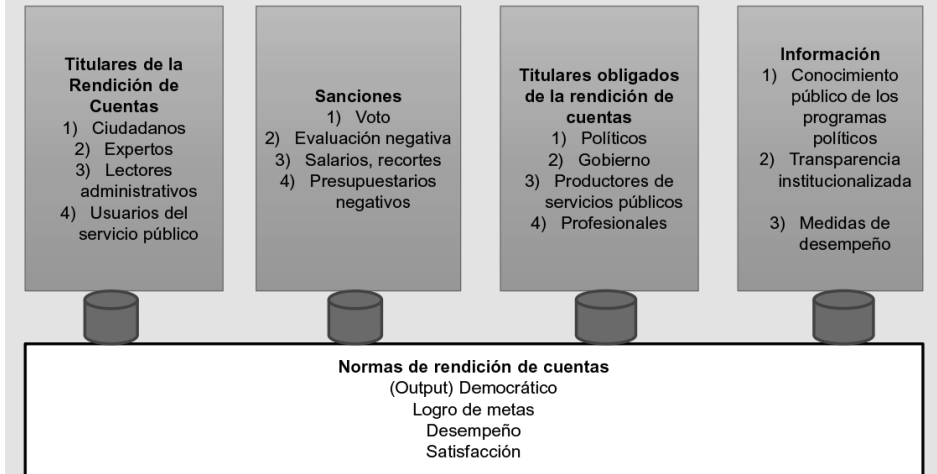 Titulares de la
Rendición de
Cuentas
1) Ciudadanos
2) Expertos
3) Lectores
administrativos
4) Usuarios del
servicio público
Sanciones
1) Voto
2) Evaluación negativa
3) Salarios, recortes
4) Presupuestarios
negativos
Titulares obligados
de la rendición de
cuentas
1) Políticos
2) Gobierno
3) Productores de
servicios públicos
4) Profesionales
Información
1) Conocimiento
público de los
programas
políticos
2) Transparencia
institucionalizada
3) Medidas de
desempeño
Normas de rendición de cuentas
(Output) Democrático
Logro de metas
Desempeño
Satisfacción